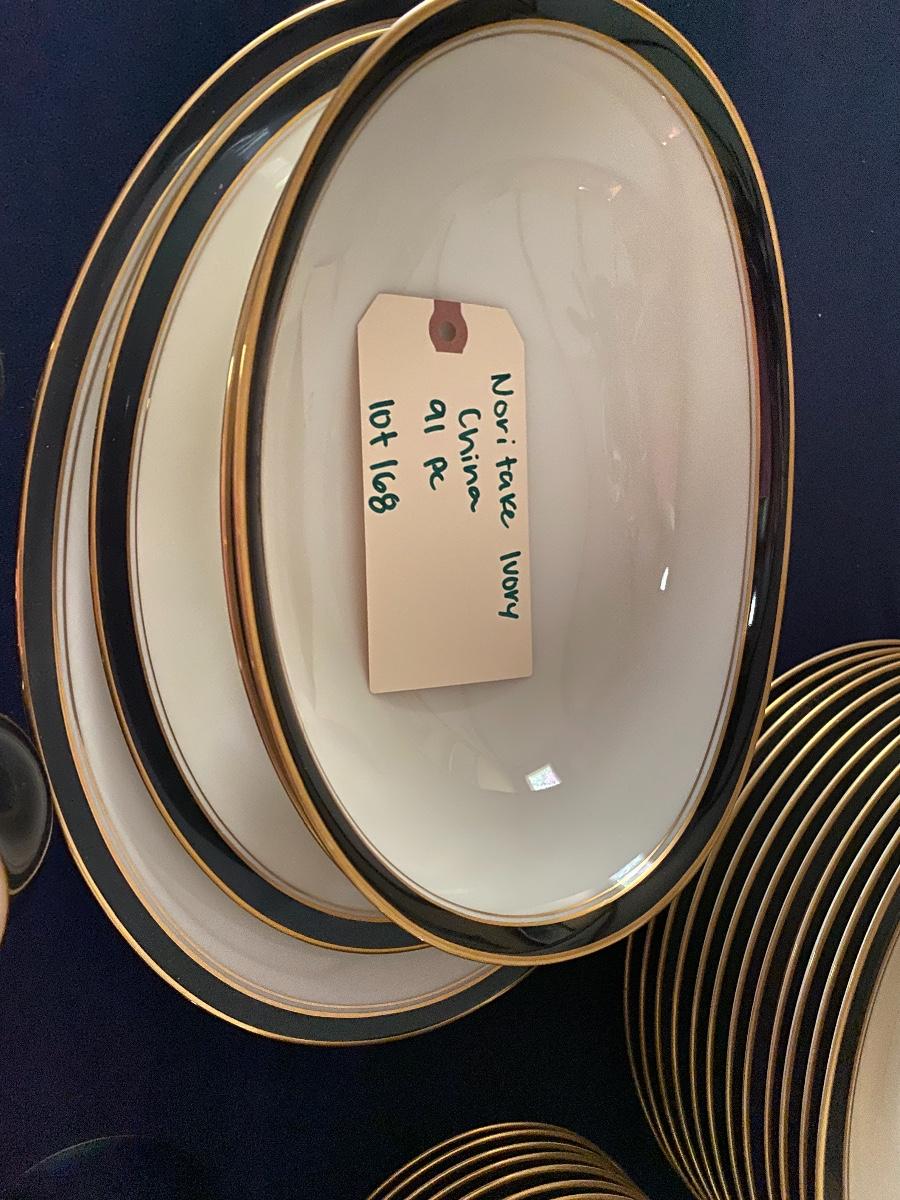 Noritake Ivory
China
91 pc
lot 168